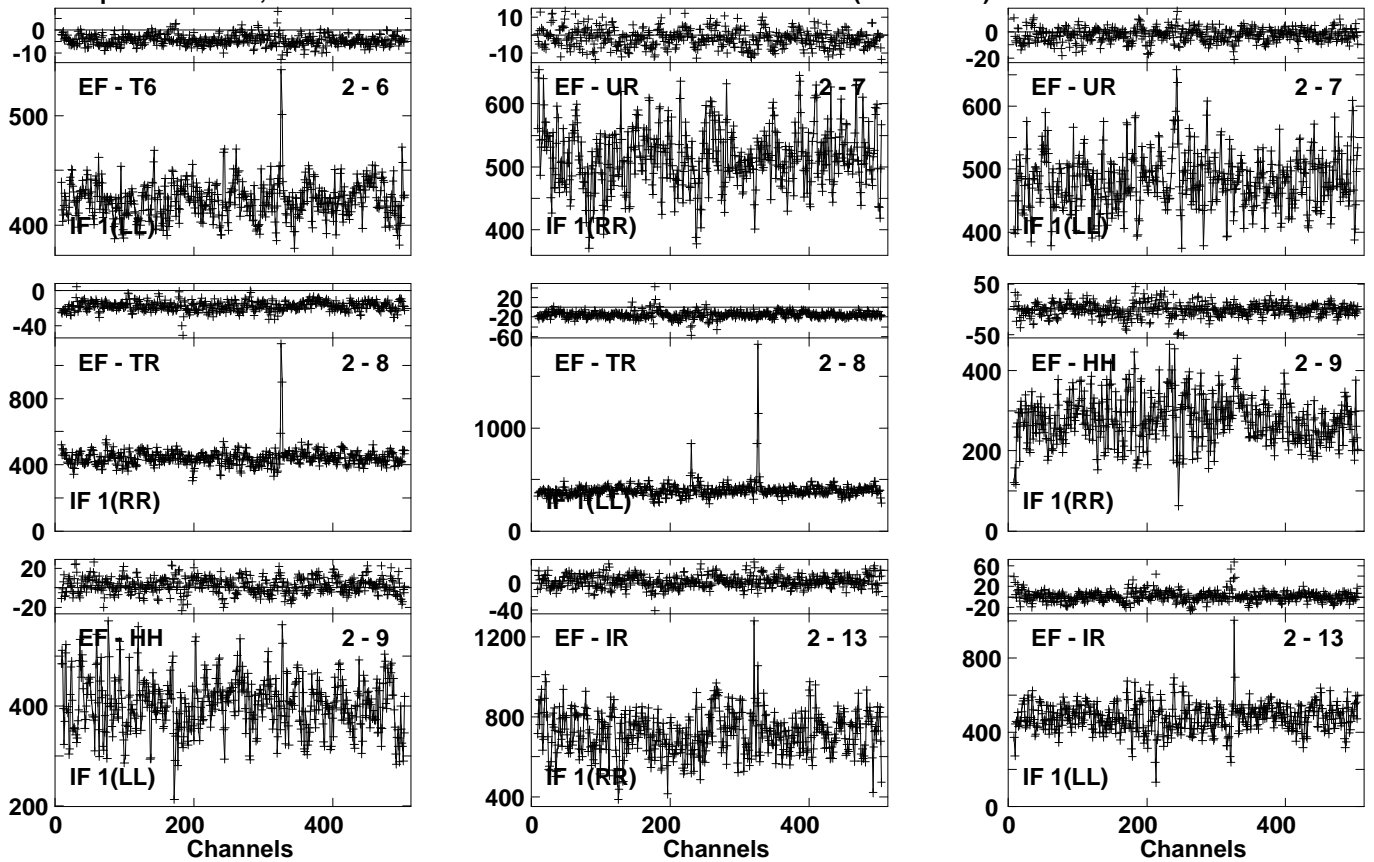 0
-10
EF - T6 2 - 6
500
400
IF 1(LL)
10
-10
EF - UR 2 - 7
600
500
400
IF 1(RR)
0
-20
EF - UR 2 - 7
600
500
400
IF 1(LL)
0
-40
EF - TR 2 - 8
800
400
IF 1(RR)
0
20
-20
-60
EF - TR 2 - 8
1000
IF 1(LL)
0
50
-50
EF - HH 2 - 9
400
200
IF 1(RR)
0
20
-20
EF - HH 2 - 9
400
IF 1(LL)
200
0 200 400
Channels
0
-40
EF - IR 2 - 13
1200
800
IF 1(RR)
400
0 200 400
Channels
60
20
-20
EF - IR 2 - 13
800
400
IF 1(LL)
0
0 200 400
Channels